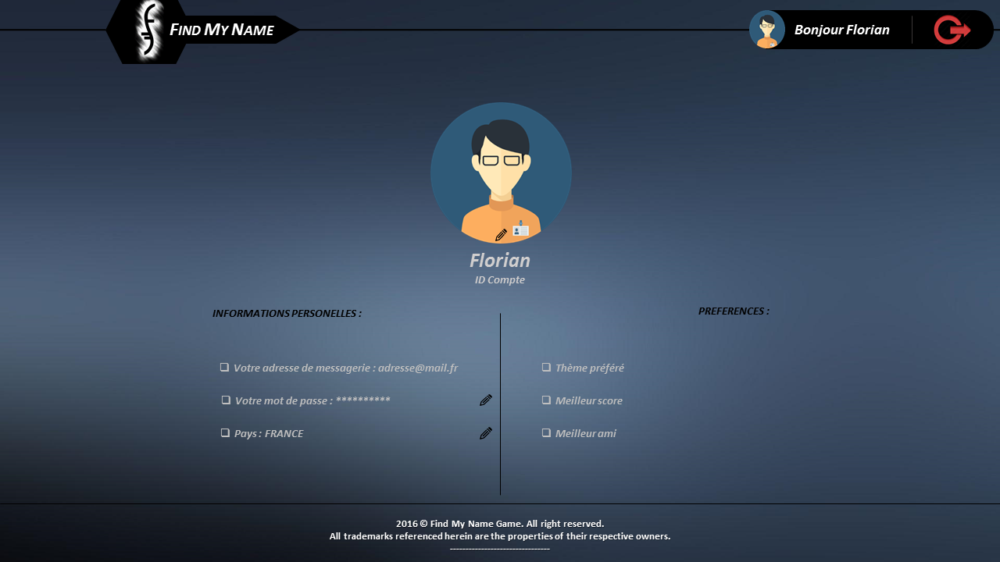 FIND MY NAME
Bonjour Florian
Florian
ID Compte
INFORMATIONS PERSONELLES :
PREFERENCES :
Votre adresse de messagerie : adresse@mail.fr
Thème préféré
Votre mot de passe : **********
Meilleur score
Pays : FRANCE
Meilleur ami
2016 © Find My Name Game. All right reserved.
All trademarks referenced herein are the properties of their respective owners.
--------------------------------